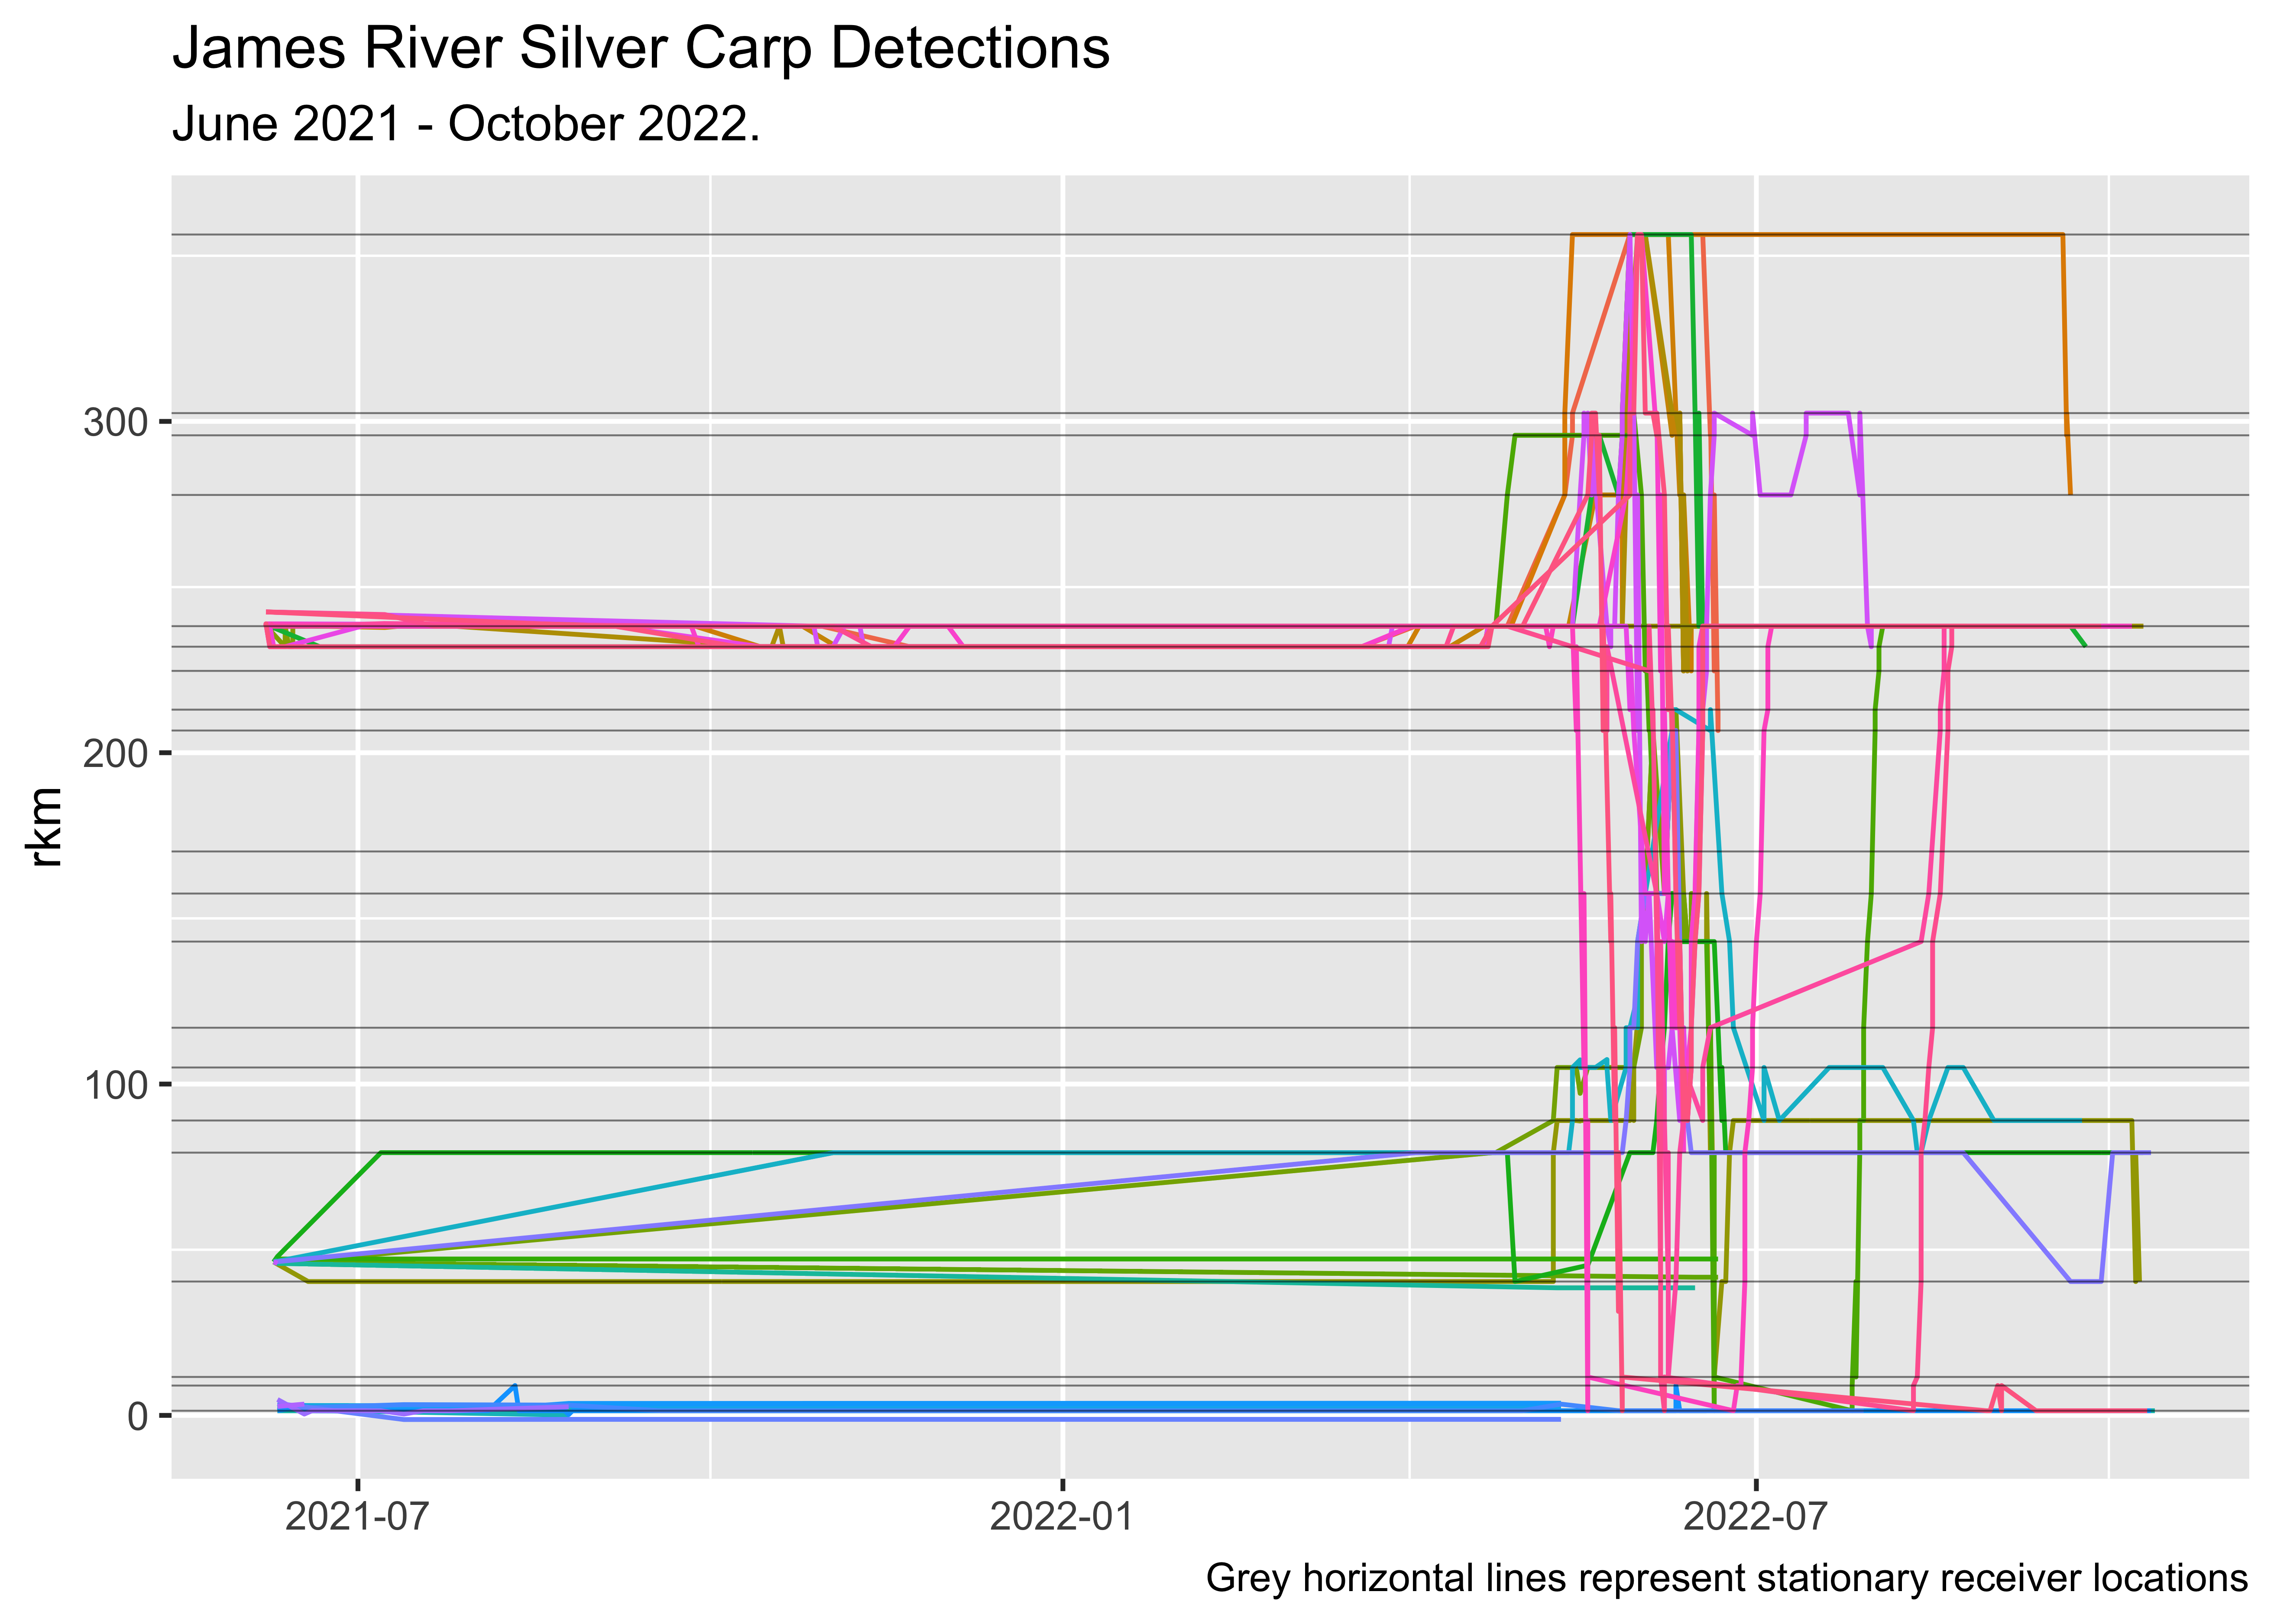 James River Silver Carp Detections
June 2021 - October 2022.
300
200
100
0
rkm
2021-07
2022-01
2022-07
Grey horizontal lines represent stationary receiver locations